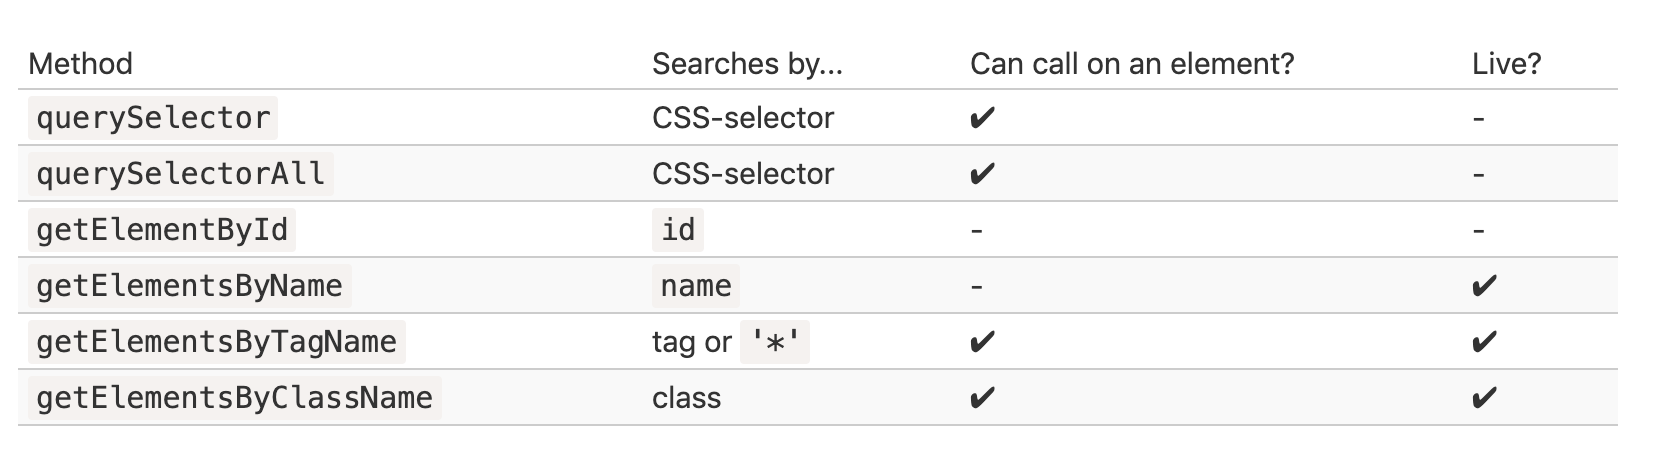 Method Searches by... Can call on an element? Live?
querySelector CSS-selector ✔ -
querySelectorAll CSS-selector ✔ -
getElementById id - -
getElementsByName name - ✔
getElementsByTagName tag or '*' ✔ ✔
getElementsByClassName class ✔ ✔